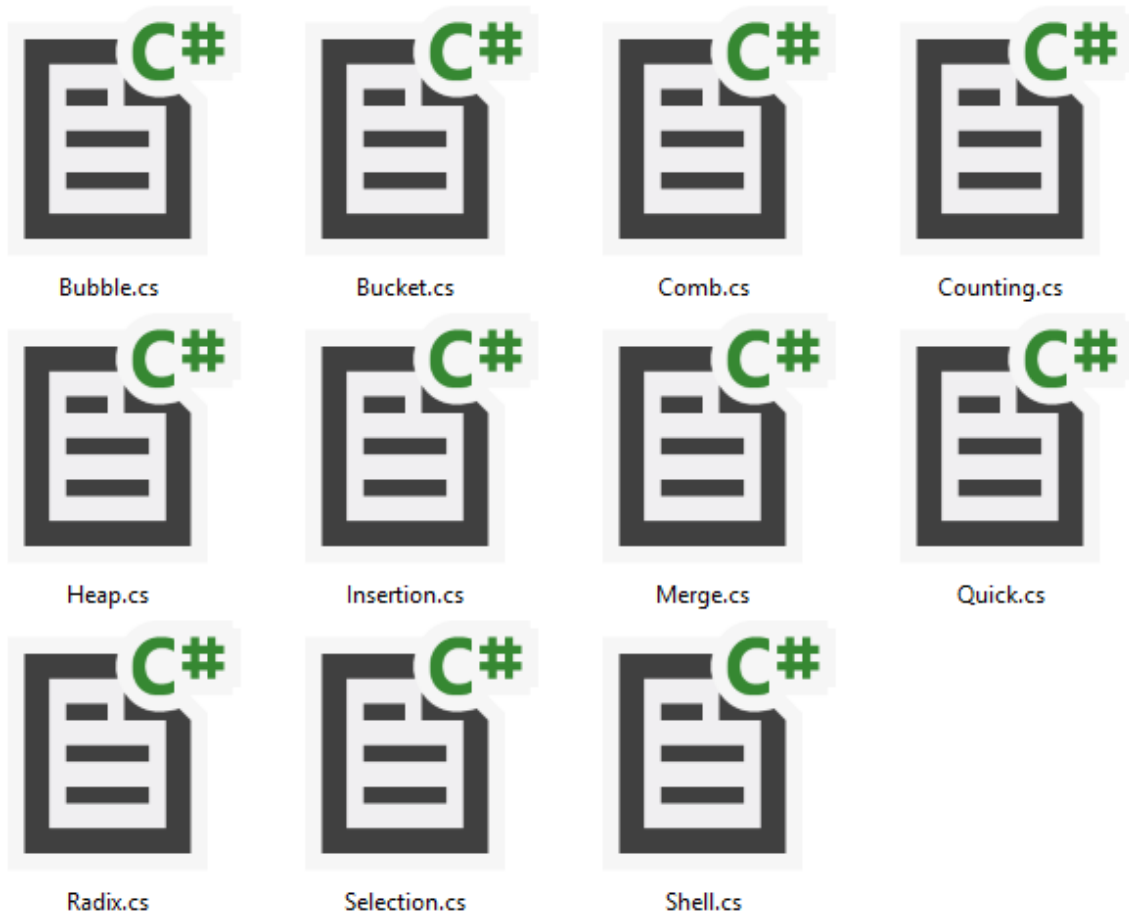 C# C# C# C#
Bubble.cs Bucket.cs Comb.cs Counting.cs
C# C# C# C#
Heap.cs Insertion.cs Merge.cs Quick.cs
C# C# C#
Radix.cs Selection.cs Shell.cs